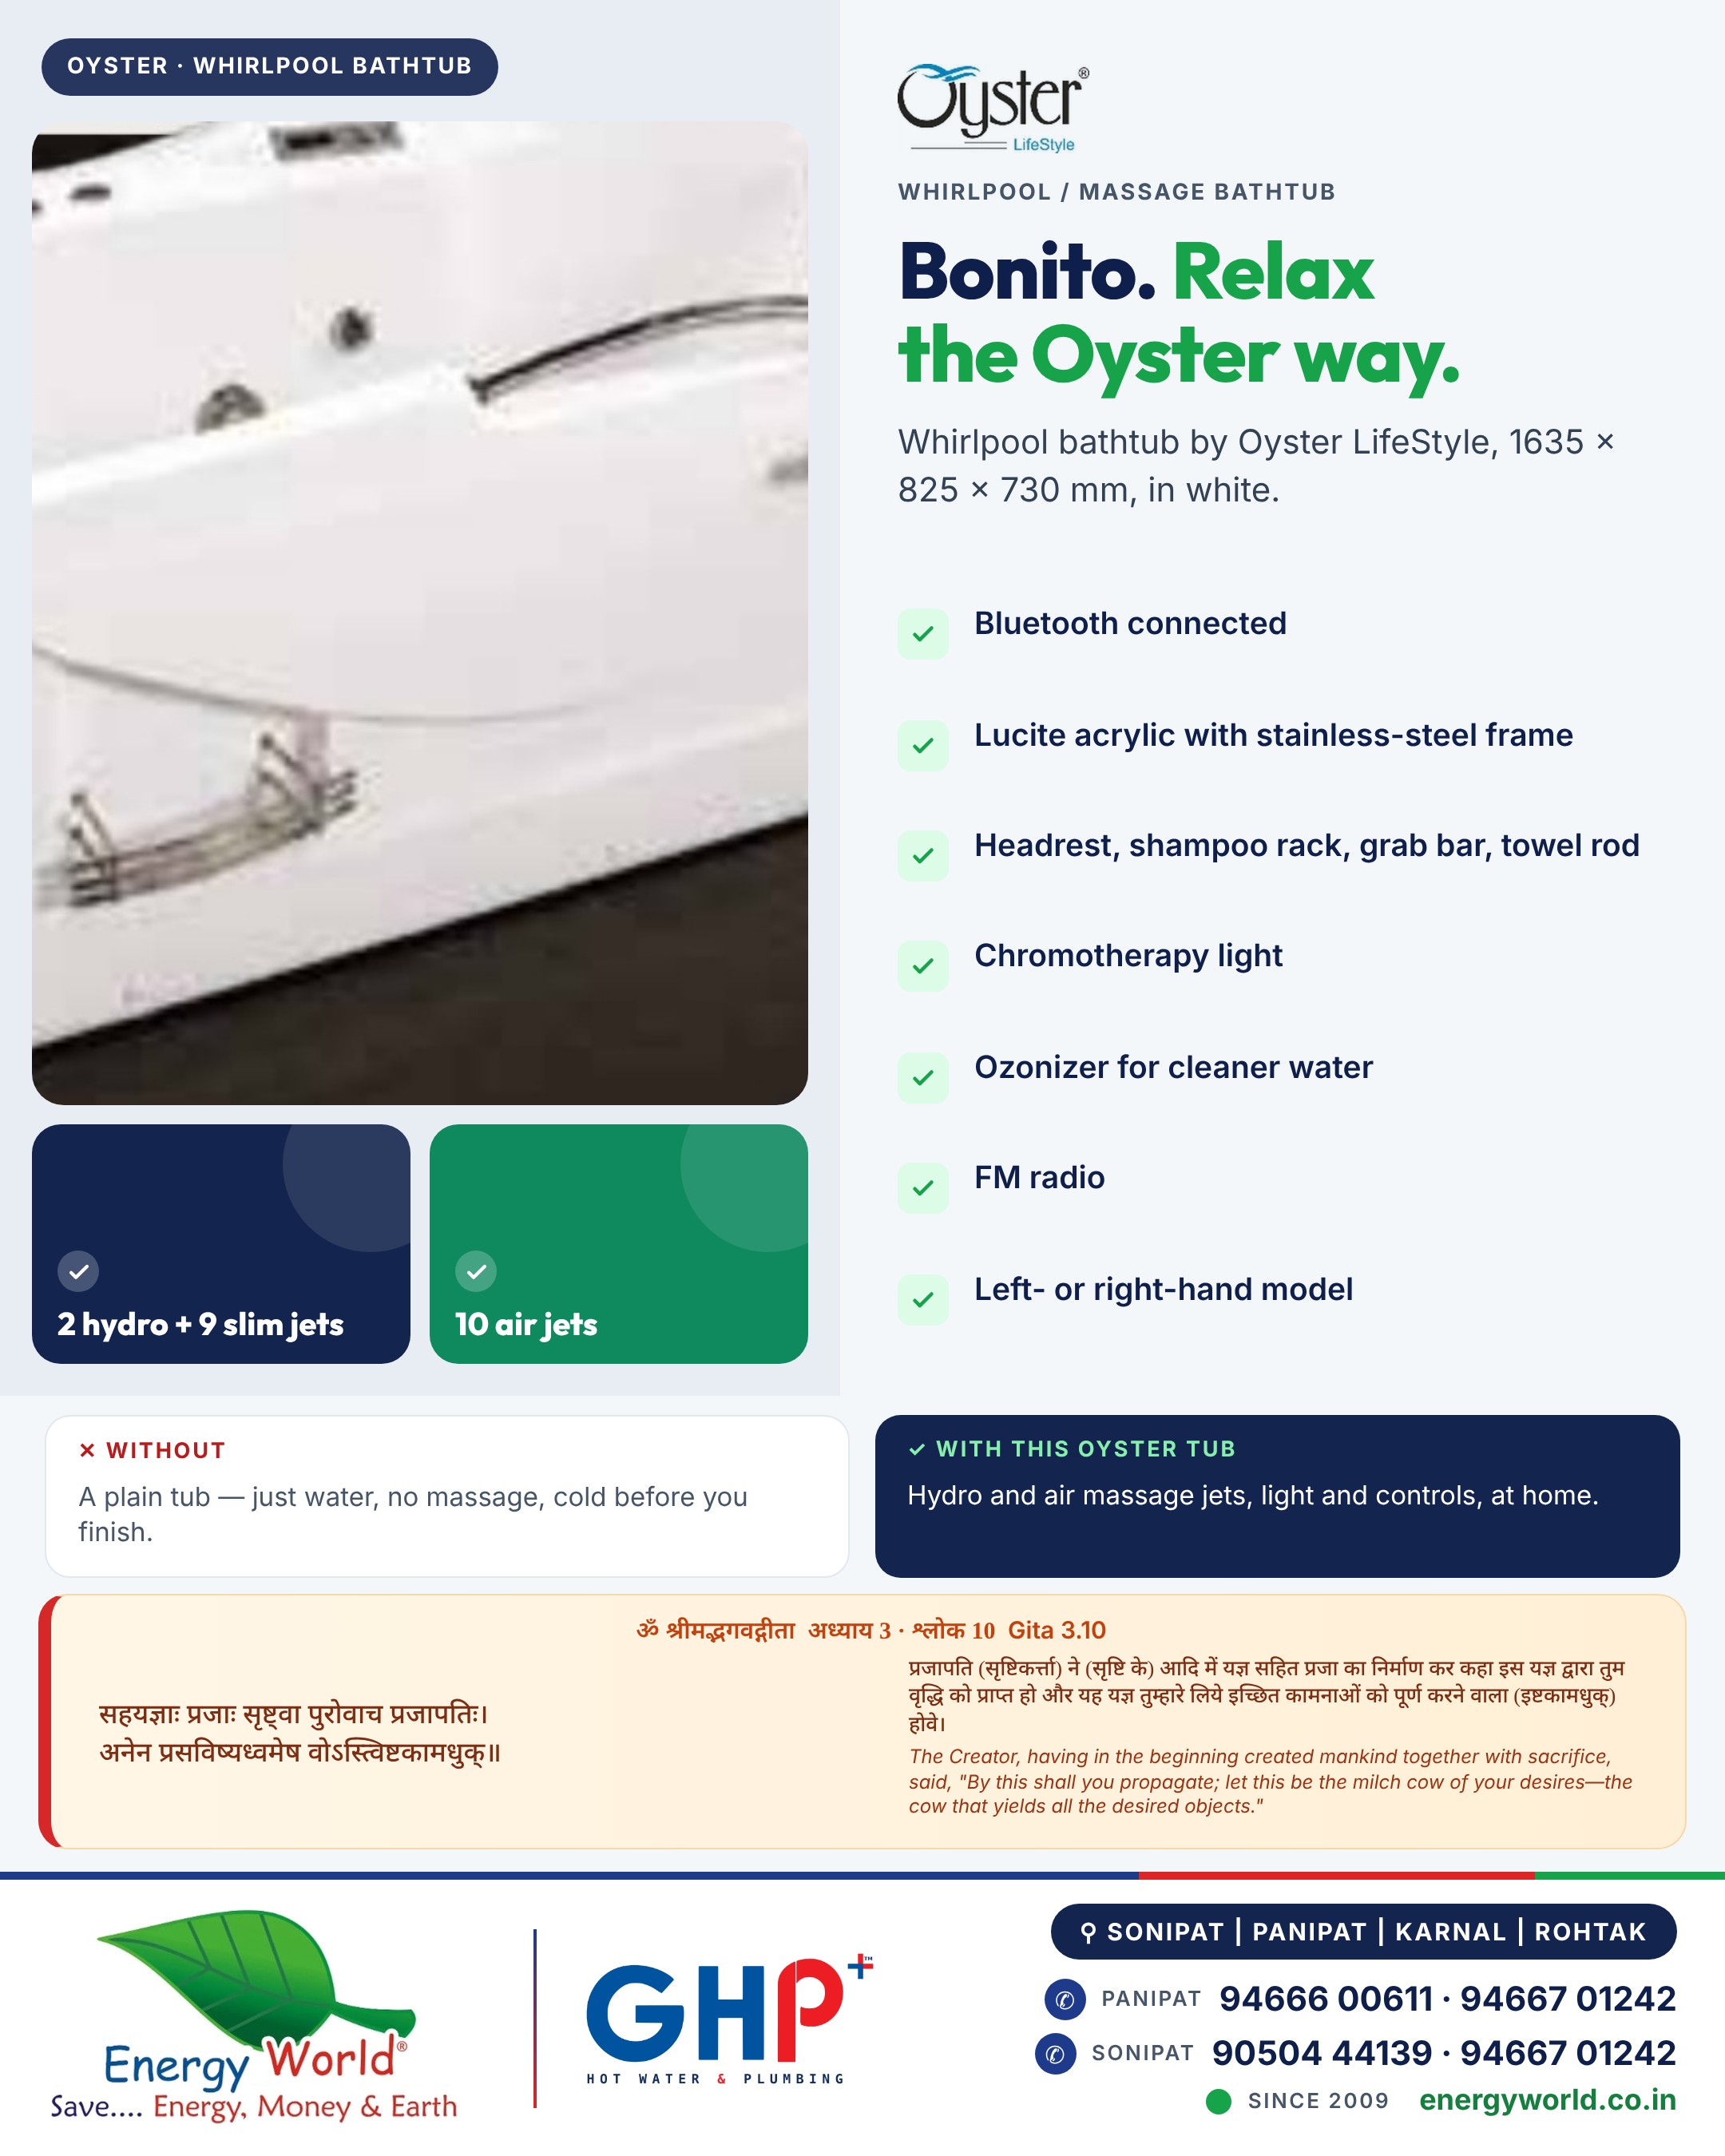 OYSTER · WHIRLPOOL BATHTUB
Oyster®
LifeStyle
WHIRLPOOL / MASSAGE BATHTUB
Bonito. Relax
the Oyster way.
Whirlpool bathtub by Oyster LifeStyle, 1635 ×
825 × 730 mm, in white.
Bluetooth connected
Lucite acrylic with stainless-steel frame
Headrest, shampoo rack, grab bar, towel rod
Chromotherapy light
Ozonizer for cleaner water
FM radio
Left- or right-hand model
2 hydro + 9 slim jets
10 air jets
✕ WITHOUT
A plain tub — just water, no massage, cold before you
finish.
✓ WITH THIS OYSTER TUB
Hydro and air massage jets, light and controls, at home.
ॐ श्रीमद्भगवद्गीता अध्याय 3 · श्लोक 10 Gita 3.10
सहयज्ञाः प्रजाः सृष्ट्वा पुरोवाच प्रजापतिः।
अनेन प्रसविष्यध्वमेष वोऽस्त्विष्टकामधुक्॥
प्रजापति (सृष्टिकर्त्ता) ने (सृष्टि के) आदि में यज्ञ सहित प्रजा का निर्माण कर कहा इस यज्ञ द्वारा तुम
वृद्धि को प्राप्त हो और यह यज्ञ तुम्हारे लिये इच्छित कामनाओं को पूर्ण करने वाला (इष्टकामधुक्)
होवे।
The Creator, having in the beginning created mankind together with sacrifice,
said, "By this shall you propagate; let this be the milch cow of your desires—the
cow that yields all the desired objects."
Energy World®
Save.... Energy, Money & Earth
GHP+™
HOT WATER & PLUMBING
SONIPAT | PANIPAT | KARNAL | ROHTAK
✆ PANIPAT 94666 00611 · 94667 01242
✆ SONIPAT 90504 44139 · 94667 01242
SINCE 2009 energyworld.co.in